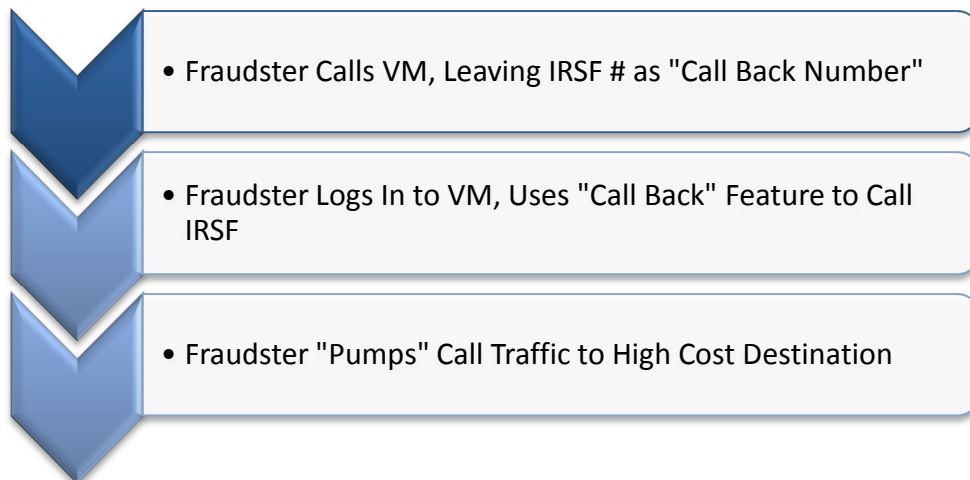 • Fraudster Calls VM, Leaving IRSF # as "Call Back Number"
• Fraudster Logs In to VM, Uses "Call Back" Feature to Call
IRSF
• Fraudster "Pumps" Call Traffic to High Cost Destination